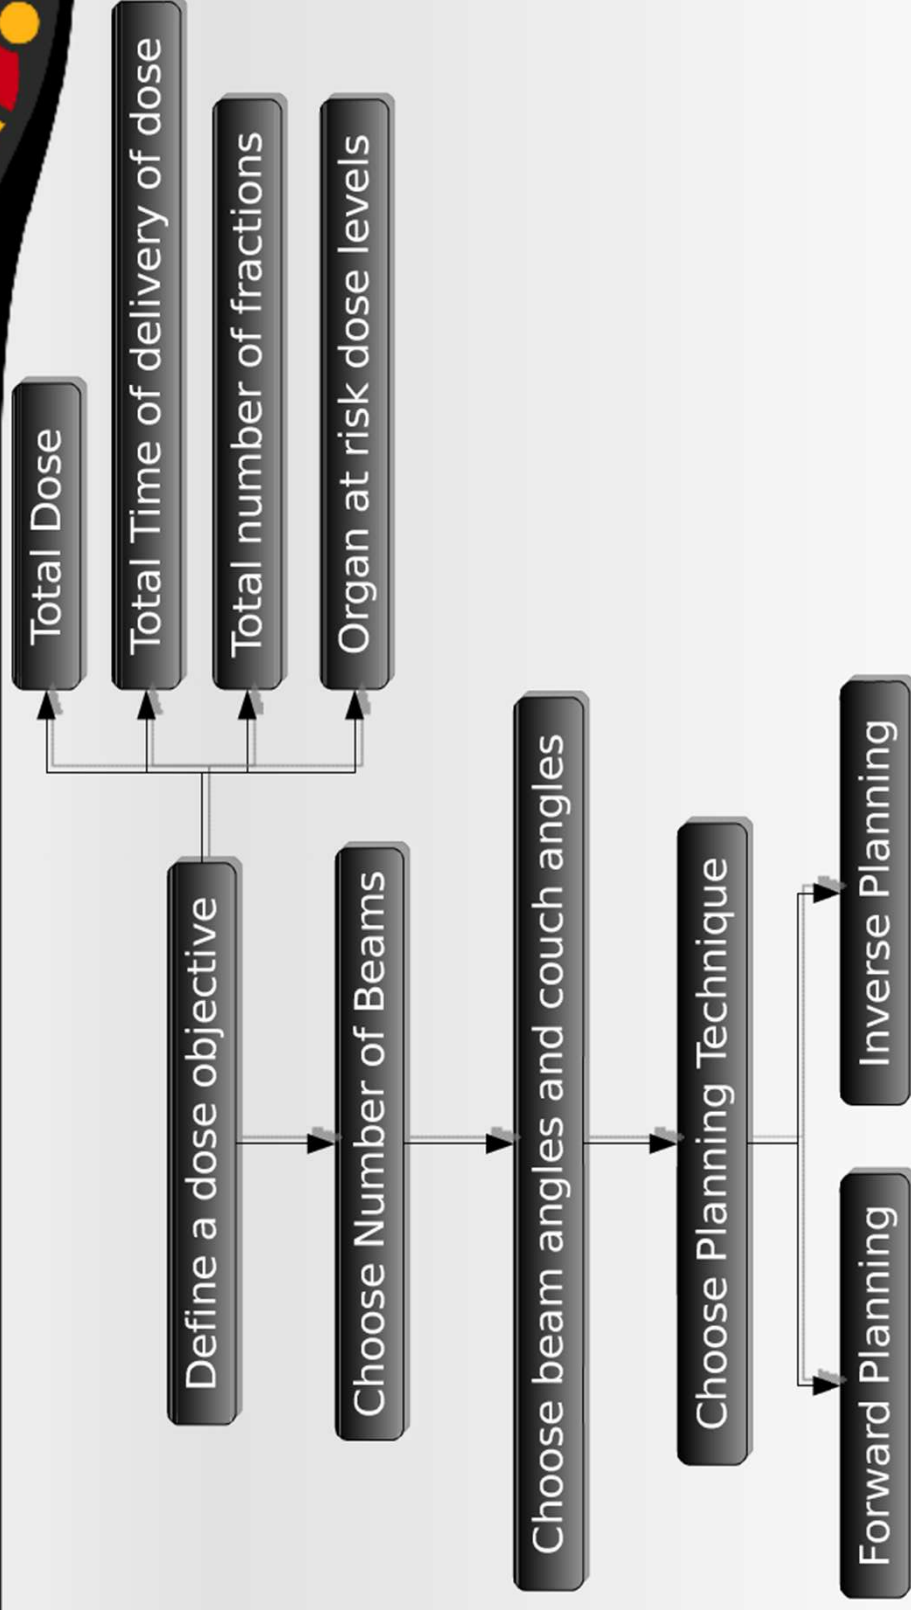 Total Dose
Total Time of delivery of dose
Define a dose objective
Total number of fractions
Organ at risk dose levels
Choose Number of Beams
Choose beam angles and couch angles
Choose Planning Technique
Forward Planning
Inverse Planning